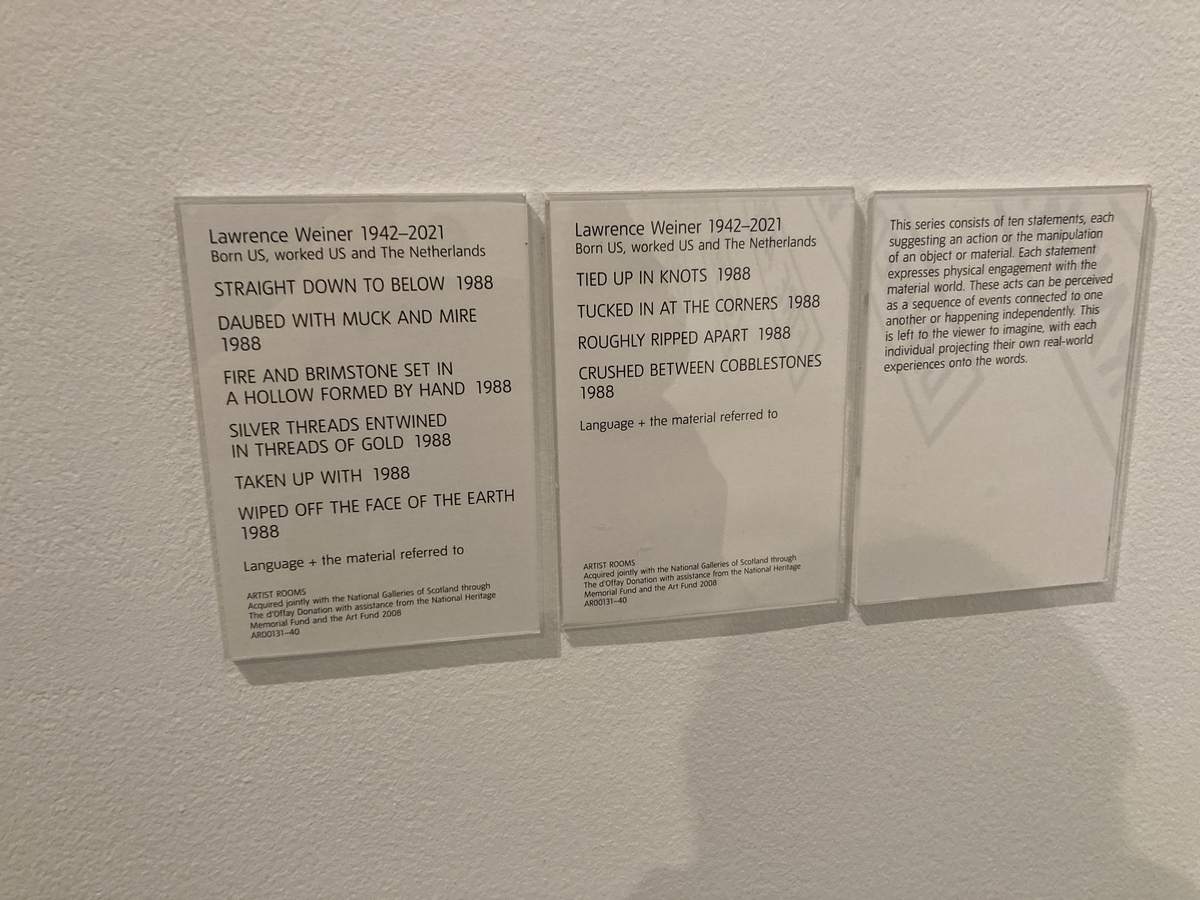 Lawrence Weiner 1942–2021
Born US, worked US and The Netherlands
STRAIGHT DOWN TO BELOW 1988
DAUBED WITH MUCK AND MIRE
1988
FIRE AND BRIMSTONE SET IN
A HOLLOW FORMED BY HAND 1988
SILVER THREADS ENTWINED
IN THREADS OF GOLD 1988
TAKEN UP WITH 1988
WIPED OFF THE FACE OF THE EARTH
1988
Language + the material referred to
ARTIST ROOMS
Acquired jointly with the National Galleries of Scotland through
The d'Offay Donation with assistance from the National Heritage
Memorial Fund and the Art Fund 2008
AR00131–40
Lawrence Weiner 1942–2021
Born US, worked US and The Netherlands
TIED UP IN KNOTS 1988
TUCKED IN AT THE CORNERS 1988
ROUGHLY RIPPED APART 1988
CRUSHED BETWEEN COBBLESTONES
1988
Language + the material referred to
ARTIST ROOMS
Acquired jointly with the National Galleries of Scotland through
The d'Offay Donation with assistance from the National Heritage
Memorial Fund and the Art Fund 2008
AR00131–40
This series consists of ten statements, each
suggesting an action or the manipulation
of an object or material. Each statement
expresses physical engagement with the
material world. These acts can be perceived
as a sequence of events connected to one
another or happening independently. This
is left to the viewer to imagine, with each
individual projecting their own real-world
experiences onto the words.